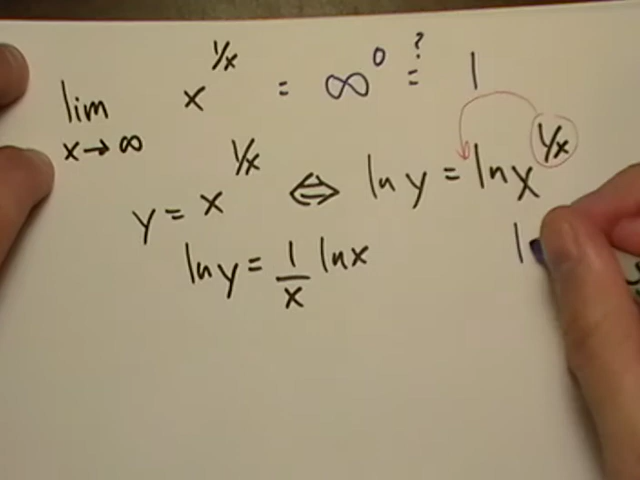 lim x→∞ x^(1/x) = ∞^0 ≟ 1
y = x^(1/x) ⇔ ln y = ln x^(1/x)
ln y = 1/x ln x